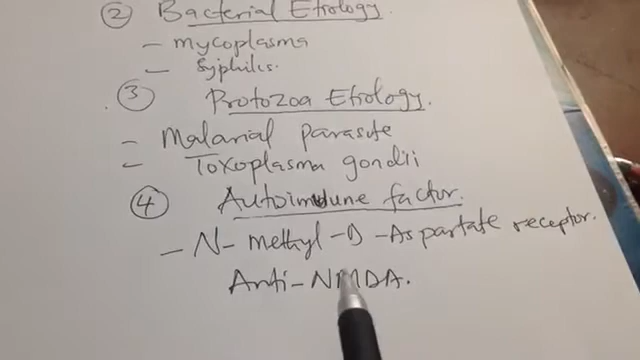 ② Bacterial Etiology.
- Mycoplasma
- Syphilis.
③ Protozoa Etiology.
- Malarial parasite
- Toxoplasma gondii
④ Autoimmune factor.
- N-methyl-D-Aspartate receptor.
Anti-NMDA.